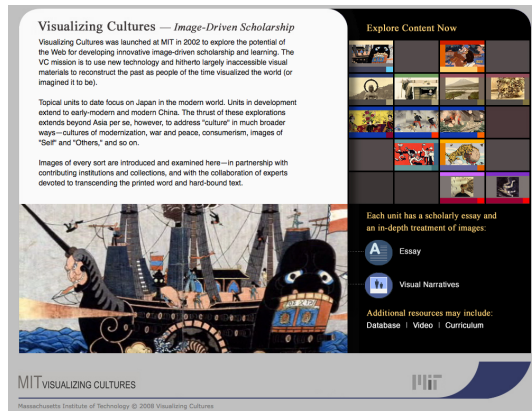 Visualizing Cultures — Image-Driven Scholarship
Visualizing Cultures was launched at MIT in 2002 to explore the potential of
the Web for developing innovative image-driven scholarship and learning. The
VC mission is to use new technology and hitherto largely inaccessible visual
materials to reconstruct the past as people of the time visualized the world (or
imagined it to be).
Topical units to date focus on Japan in the modern world. Units in development
extend to early-modern and modern China. The thrust of these explorations
extends beyond Asia per se, however, to address "culture" in much broader
ways—cultures of modernization, war and peace, consumerism, images of
"Self" and "Others," and so on.
Images of every sort are introduced and examined here—in partnership with
contributing institutions and collections, and with the collaboration of experts
devoted to transcending the printed word and hard-bound text.
Explore Content Now
Each unit has a scholarly essay and
an in-depth treatment of images:
A
Essay
Visual Narratives
Additional resources may include:
Database | Video | Curriculum
MIT VISUALIZING CULTURES
Massachusetts Institute of Technology © 2008 Visualizing Cultures